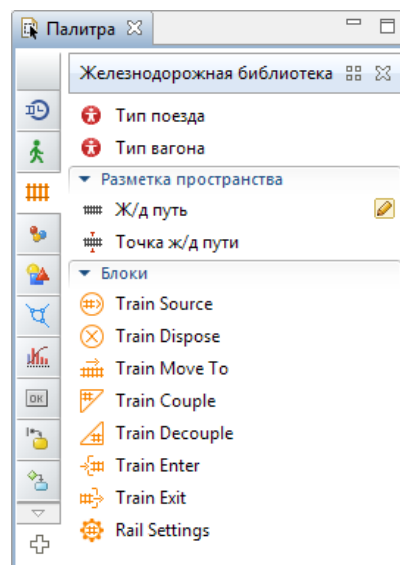 Палитра
Железнодорожная библиотека
Тип поезда
Тип вагона
Разметка пространства
Ж/д путь
Точка ж/д пути
Блоки
Train Source
Train Dispose
Train Move To
Train Couple
Train Decouple
Train Enter
Train Exit
Rail Settings
OK